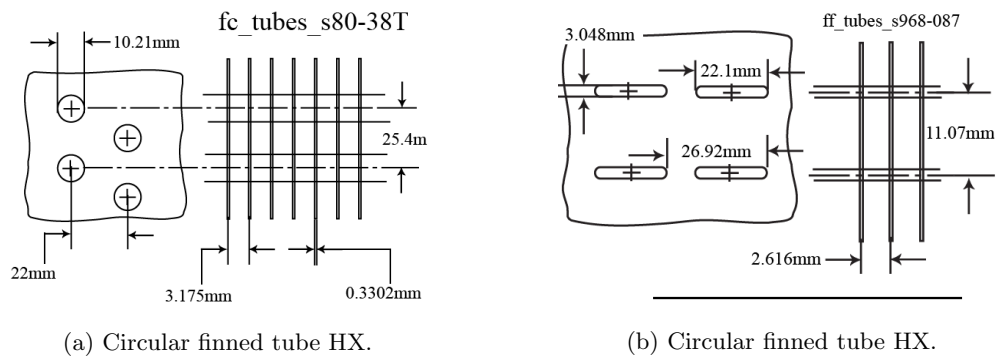 fc_tubes_s80-38T
10.21mm
25.4m
22mm
3.175mm
0.3302mm
(a) Circular finned tube HX.
ff_tubes_s968-087
3.048mm
22.1mm
11.07mm
26.92mm
2.616mm
(b) Circular finned tube HX.